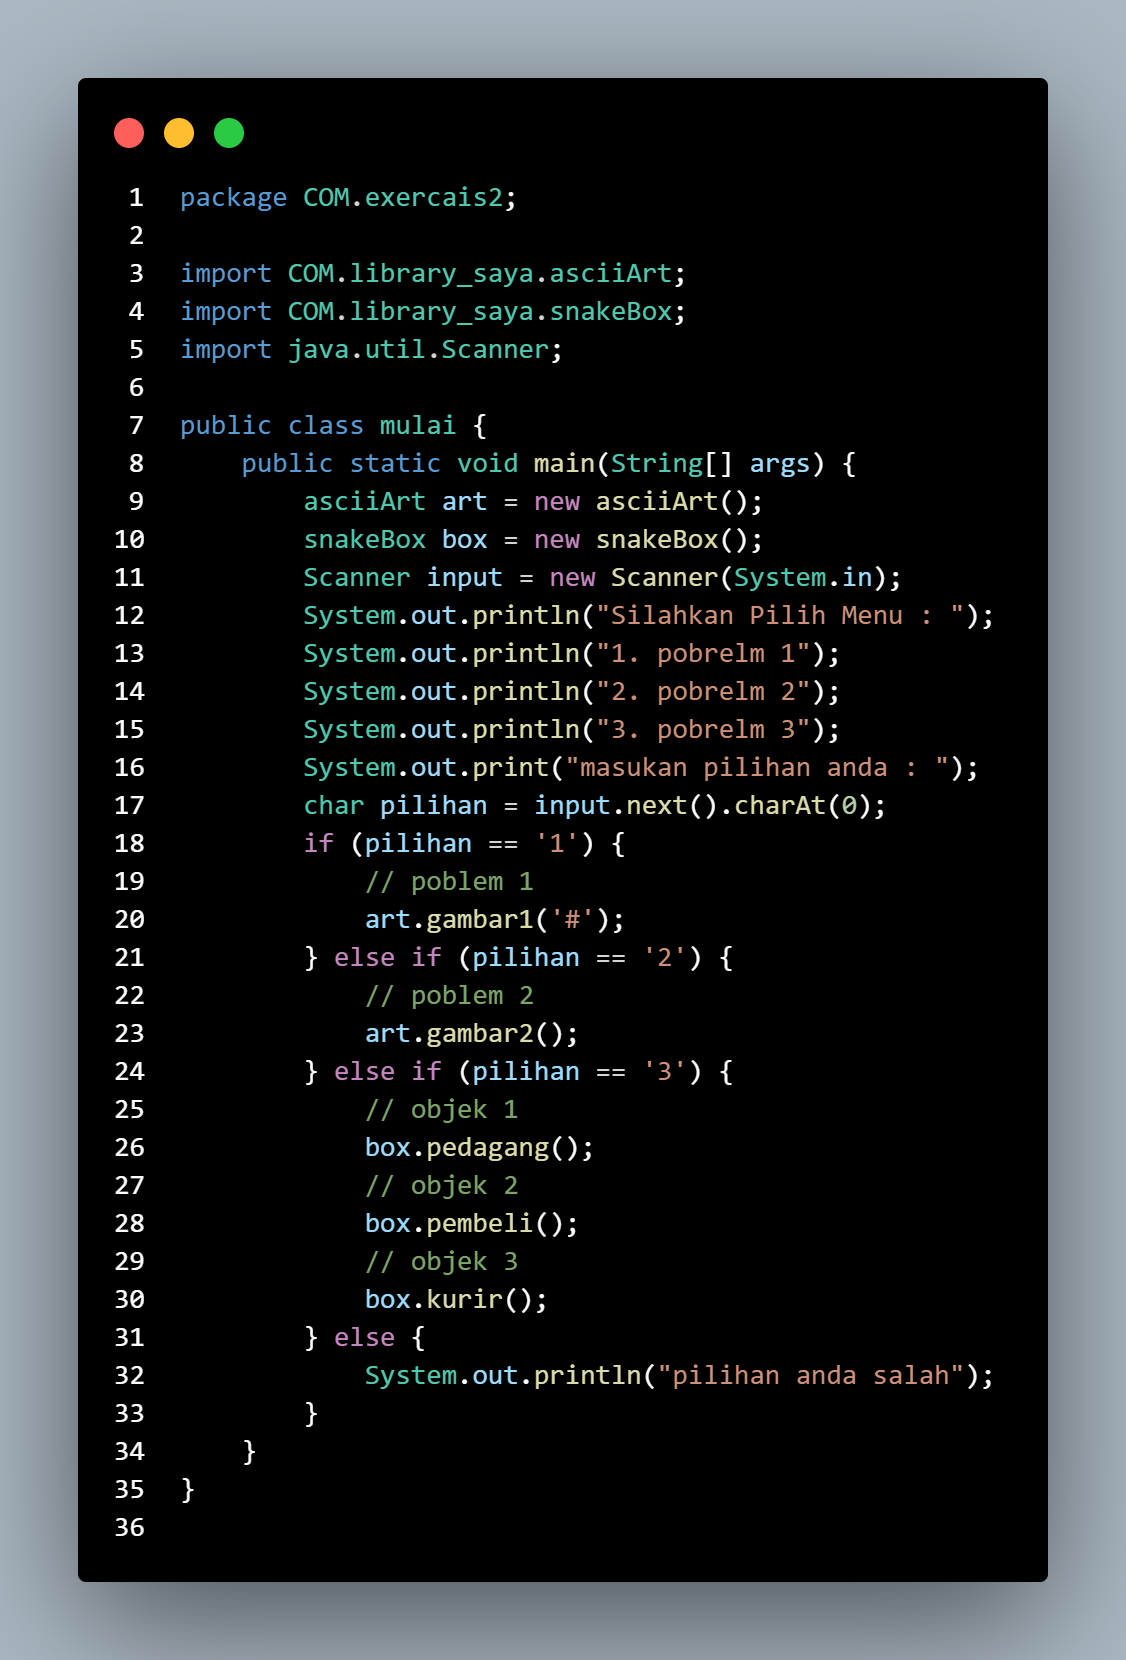 1 package COM.exercais2;
2
3 import COM.library_saya.asciiArt;
4 import COM.library_saya.snakeBox;
5 import java.util.Scanner;
6
7 public class mulai {
8     public static void main(String[] args) {
9         asciiArt art = new asciiArt();
10         snakeBox box = new snakeBox();
11         Scanner input = new Scanner(System.in);
12         System.out.println("Silahkan Pilih Menu : ");
13         System.out.println("1. pobrelm 1");
14         System.out.println("2. pobrelm 2");
15         System.out.println("3. pobrelm 3");
16         System.out.print("masukan pilihan anda : ");
17         char pilihan = input.next().charAt(0);
18         if (pilihan == '1') {
19             // poblem 1
20             art.gambar1('#');
21         } else if (pilihan == '2') {
22             // poblem 2
23             art.gambar2();
24         } else if (pilihan == '3') {
25             // objek 1
26             box.pedagang();
27             // objek 2
28             box.pembeli();
29             // objek 3
30             box.kurir();
31         } else {
32             System.out.println("pilihan anda salah");
33         }
34     }
35 }
36